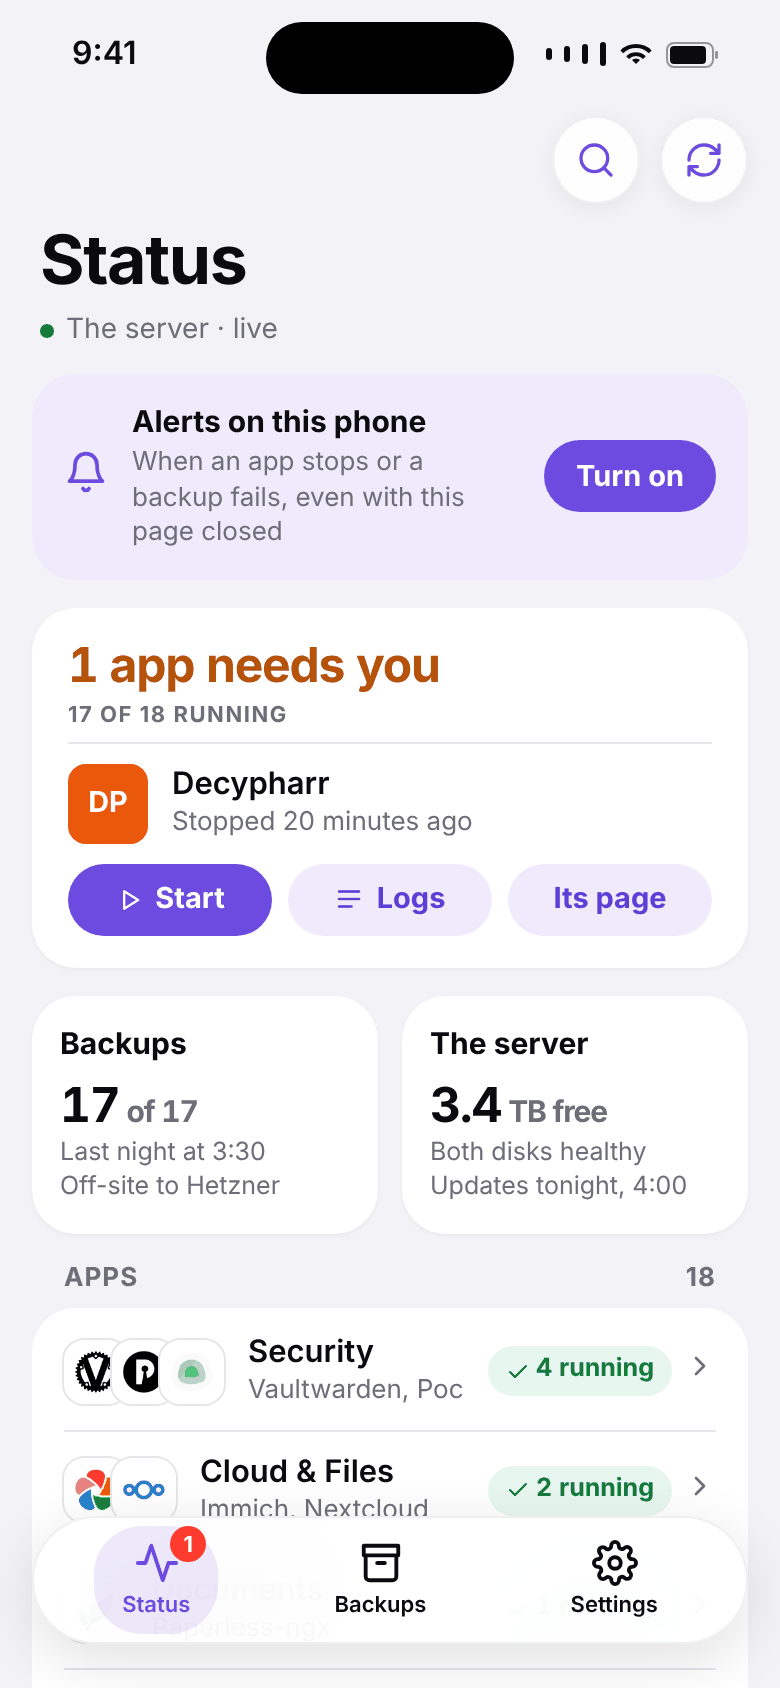 9:41
Status
The server · live
Alerts on this phone
When an app stops or a
backup fails, even with this
page closed
Turn on
1 app needs you
17 OF 18 RUNNING
DP
Decypharr
Stopped 20 minutes ago
Start
Logs
Its page
Backups
17 of 17
Last night at 3:30
Off-site to Hetzner
The server
3.4 TB free
Both disks healthy
Updates tonight, 4:00
APPS
18
Security
Vaultwarden, Poc
4 running
Cloud & Files
Immich, Nextcloud
2 running
Documents
Paperless-ngx
1
Status
Backups
Settings